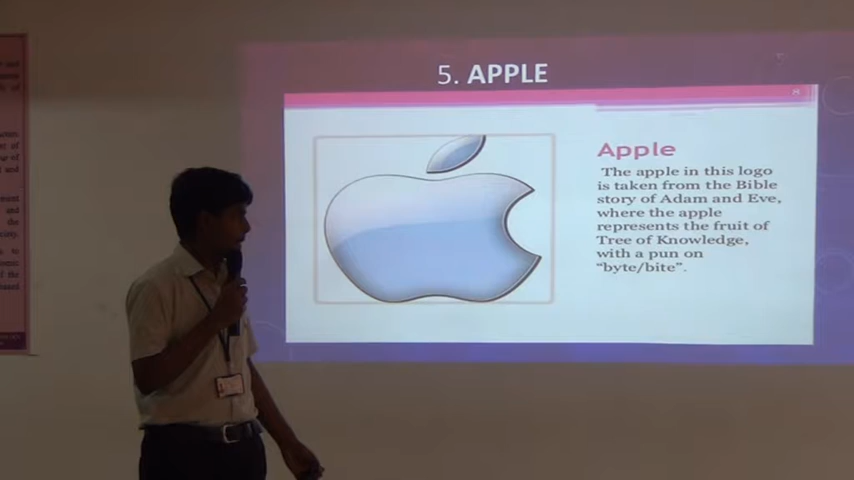 5. APPLE
8
Apple
The apple in this logo
is taken from the Bible
story of Adam and Eve,
where the apple
represents the fruit of
Tree of Knowledge,
with a pun on
"byte/bite".